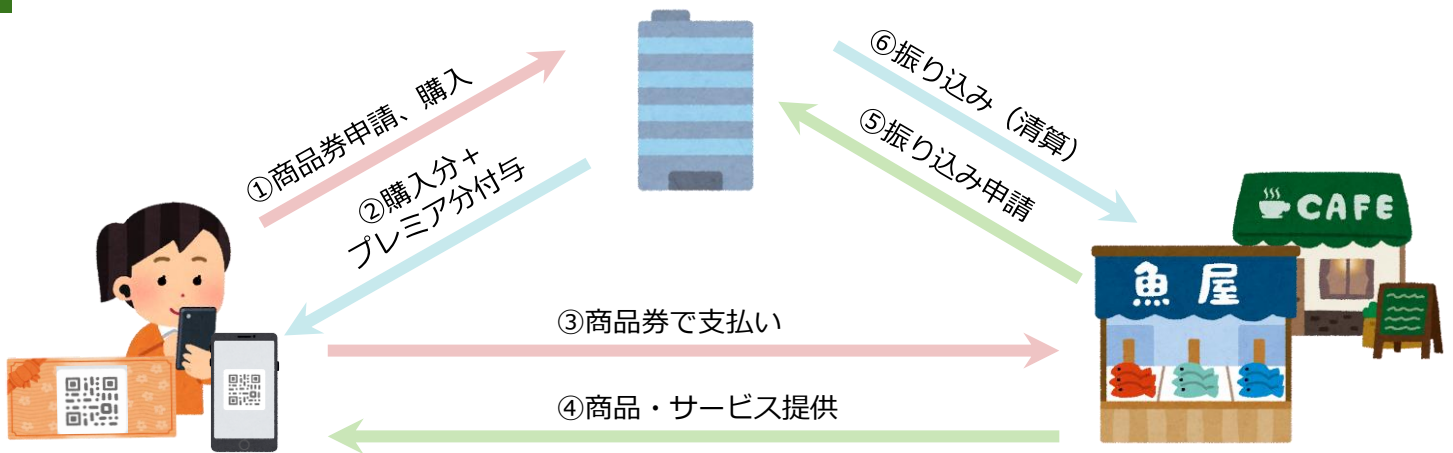 ①商品券申請、購入
②購入分＋
プレミア分付与
③商品券で支払い
④商品・サービス提供
⑤振り込み申請
⑥振り込み（清算）
CAFE
魚屋